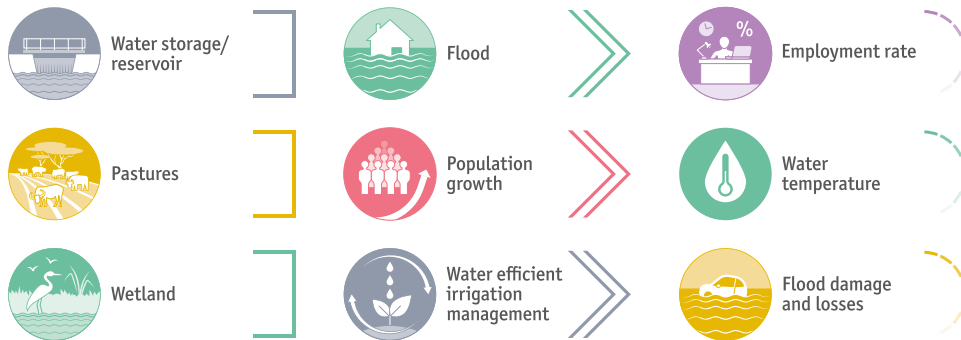 Water storage/
reservoir
Flood
%
Employment rate
Pastures
Population
growth
Water
temperature
Wetland
Water efficient
irrigation
management
Flood damage
and losses